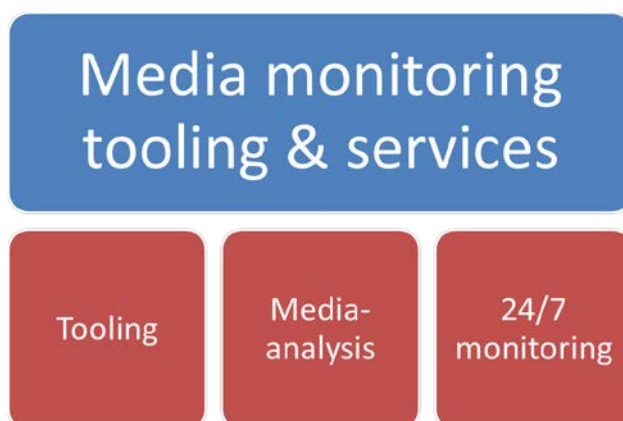 Media monitoring
tooling & services
Tooling
Media-
analysis
24/7
monitoring